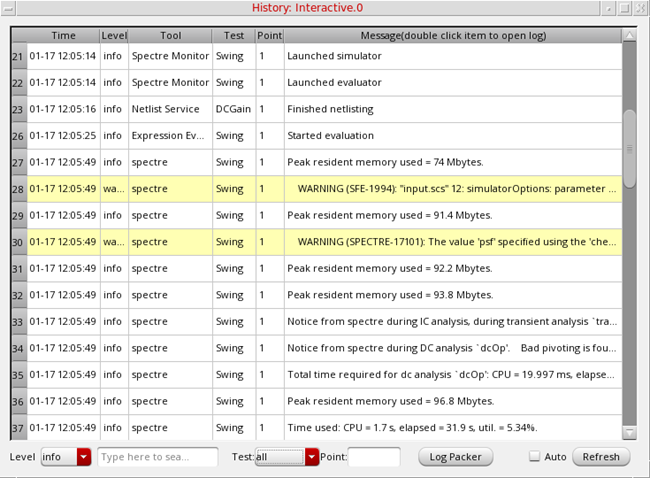 History: Interactive.0
Time Level Tool Test Point Message(double click item to open log)
21 01-17 12:05:14 info Spectre Monitor Swing 1 Launched simulator
22 01-17 12:05:14 info Spectre Monitor Swing 1 Launched evaluator
23 01-17 12:05:16 info Netlist Service DCGain 1 Finished netlisting
26 01-17 12:05:25 info Expression Ev... Swing 1 Started evaluation
27 01-17 12:05:49 info spectre Swing 1 Peak resident memory used = 74 Mbytes.
28 01-17 12:05:49 wa... spectre Swing 1 WARNING (SFE-1994): "input.scs" 12: simulatorOptions: parameter ...
29 01-17 12:05:49 info spectre Swing 1 Peak resident memory used = 91.4 Mbytes.
30 01-17 12:05:49 wa... spectre Swing 1 WARNING (SPECTRE-17101): The value 'psf' specified using the 'che...
31 01-17 12:05:49 info spectre Swing 1 Peak resident memory used = 92.2 Mbytes.
32 01-17 12:05:49 info spectre Swing 1 Peak resident memory used = 93.8 Mbytes.
33 01-17 12:05:49 info spectre Swing 1 Notice from spectre during IC analysis, during transient analysis `tra...
34 01-17 12:05:49 info spectre Swing 1 Notice from spectre during DC analysis `dcOp'. Bad pivoting is fou...
35 01-17 12:05:49 info spectre Swing 1 Total time required for dc analysis `dcOp': CPU = 19.997 ms, elapse...
36 01-17 12:05:49 info spectre Swing 1 Peak resident memory used = 96.8 Mbytes.
37 01-17 12:05:49 info spectre Swing 1 Time used: CPU = 1.7 s, elapsed = 31.9 s, util. = 5.34%.
Level info Type here to sea... Test: all Point: Log Packer Auto Refresh